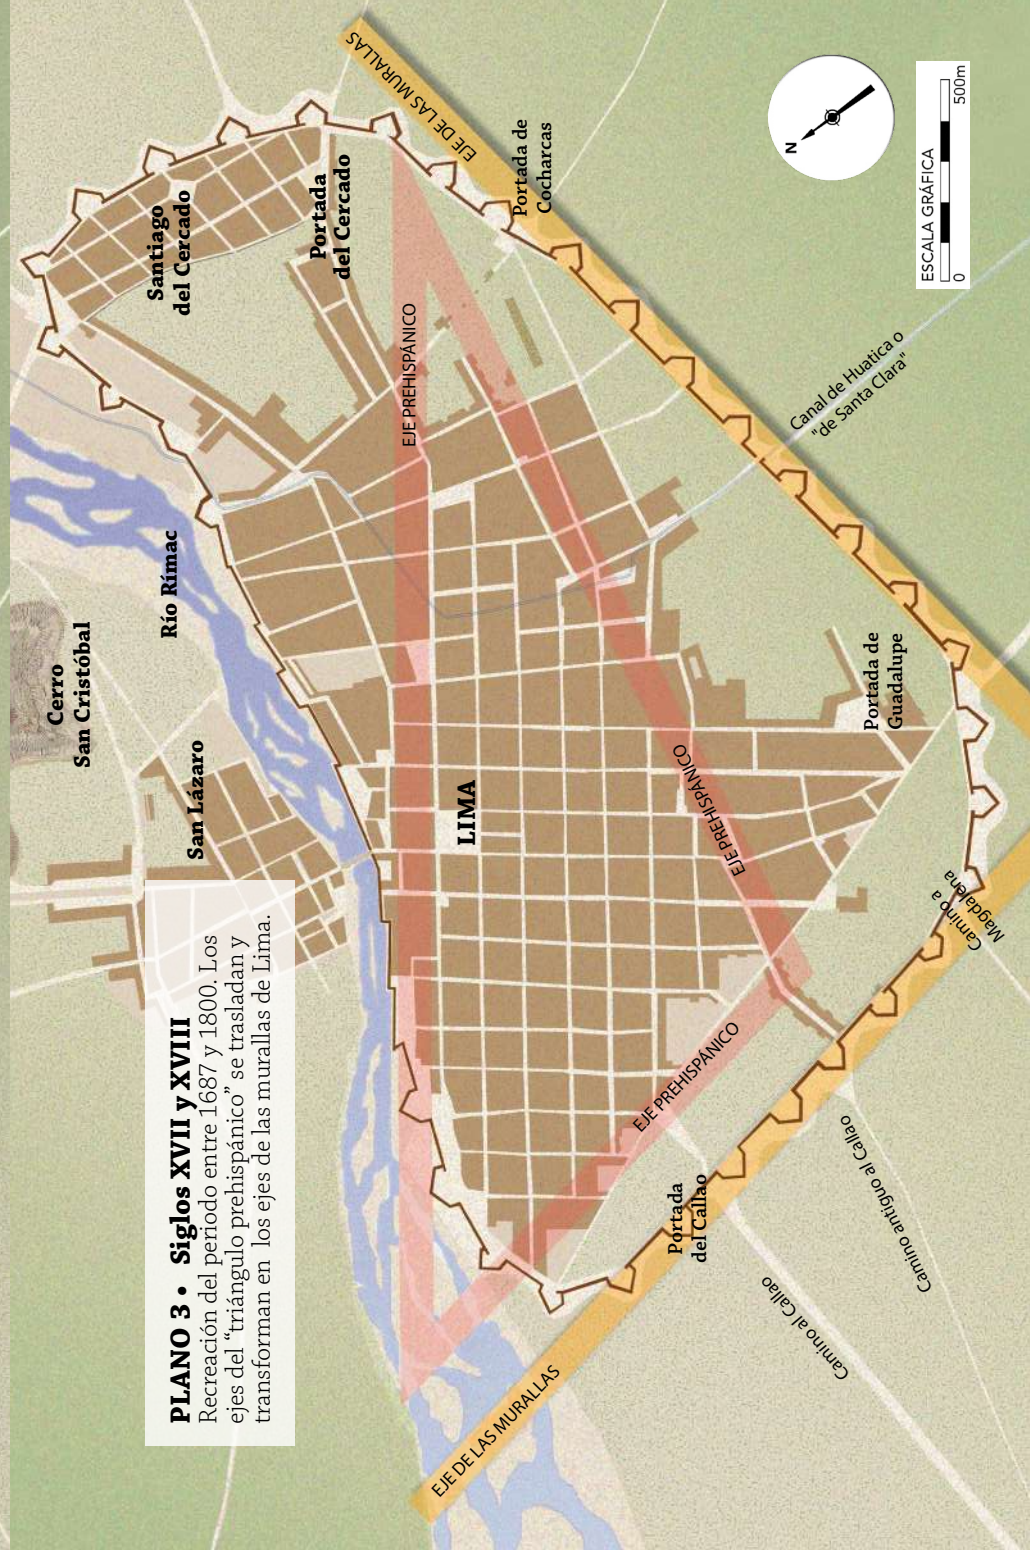 PLANO 3 • Siglos XVII y XVIII
Recreación del periodo entre 1687 y 1800. Los
ejes del “triángulo prehispánico” se trasladan y
transforman en los ejes de las murallas de Lima.
Cerro
San Cristóbal
San Lázaro
Río Rímac
Santiago
del Cercado
Portada
del Cercado
EJE DE LAS MURALLAS
Portada de
Cocharcas
EJE PREHISPÁNICO
LIMA
EJE PREHISPÁNICO
EJE PREHISPÁNICO
Canal de Huatica o
"de Santa Clara"
Portada de
Guadalupe
Camino a
Magdalena
Portada
del Callao
Camino antiguo al Callao
Camino al Callao
EJE DE LAS MURALLAS
N
ESCALA GRÁFICA
0 500m